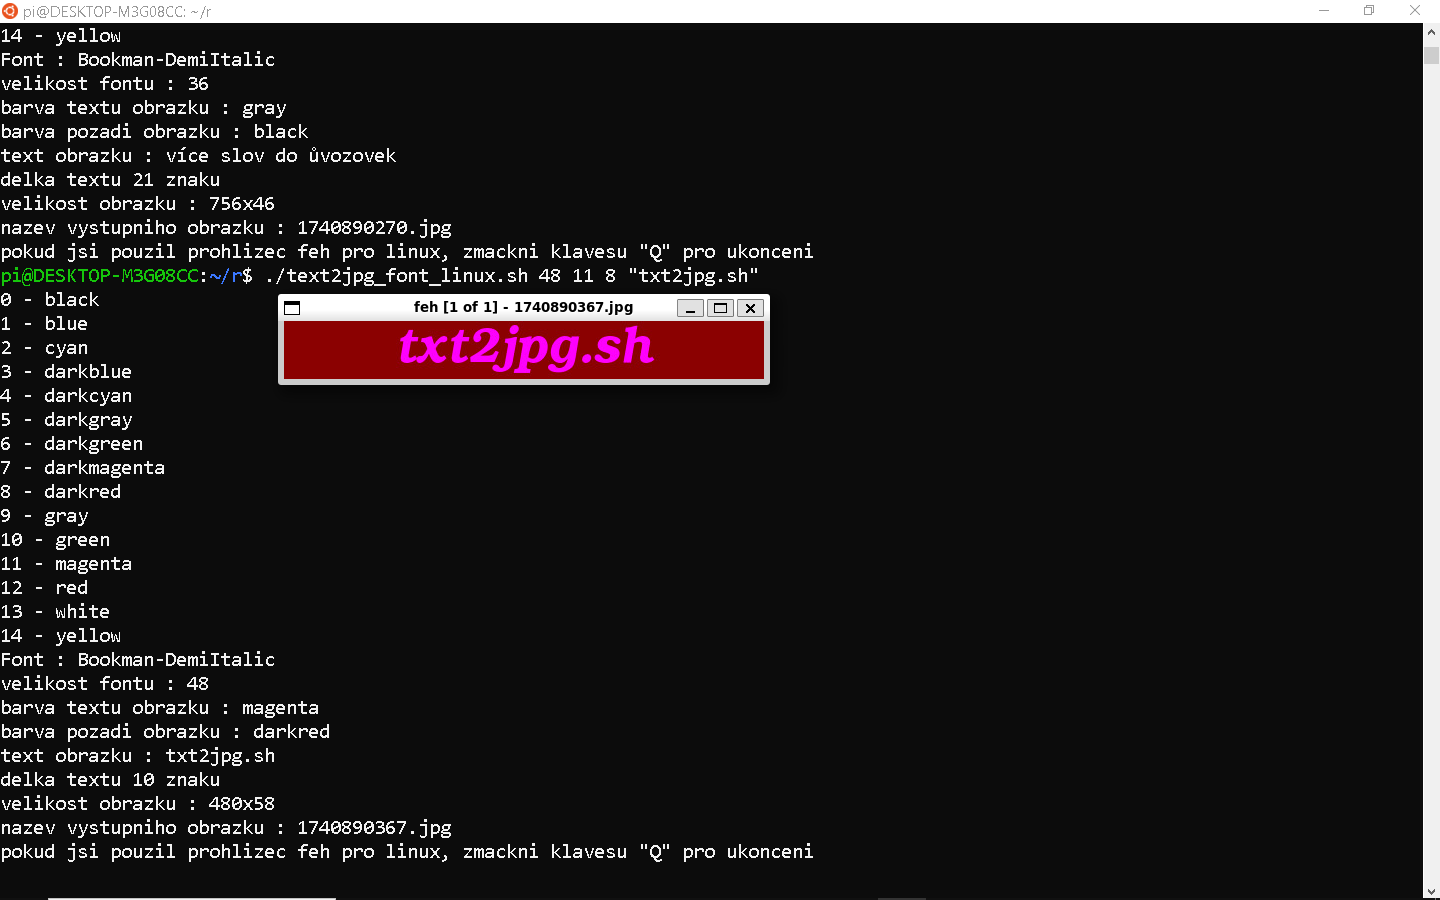 pi@DESKTOP-M3G08CC: ~/r
14 - yellow
Font : Bookman-DemiItalic
velikost fontu : 36
barva textu obrazku : gray
barva pozadi obrazku : black
text obrazku : více slov do ůvozovek
delka textu 21 znaku
velikost obrazku : 756x46
nazev vystupniho obrazku : 1740890270.jpg
pokud jsi pouzil prohlizec feh pro linux, zmackni klavesu "Q" pro ukonceni
pi@DESKTOP-M3G08CC:~/r$ ./text2jpg_font_linux.sh 48 11 8 "txt2jpg.sh"
0 - black
1 - blue
2 - cyan
3 - darkblue
4 - darkcyan
5 - darkgray
6 - darkgreen
7 - darkmagenta
8 - darkred
9 - gray
10 - green
11 - magenta
12 - red
13 - white
14 - yellow
Font : Bookman-DemiItalic
velikost fontu : 48
barva textu obrazku : magenta
barva pozadi obrazku : darkred
text obrazku : txt2jpg.sh
delka textu 10 znaku
velikost obrazku : 480x58
nazev vystupniho obrazku : 1740890367.jpg
pokud jsi pouzil prohlizec feh pro linux, zmackni klavesu "Q" pro ukonceni
feh [1 of 1] - 1740890367.jpg
txt2jpg.sh